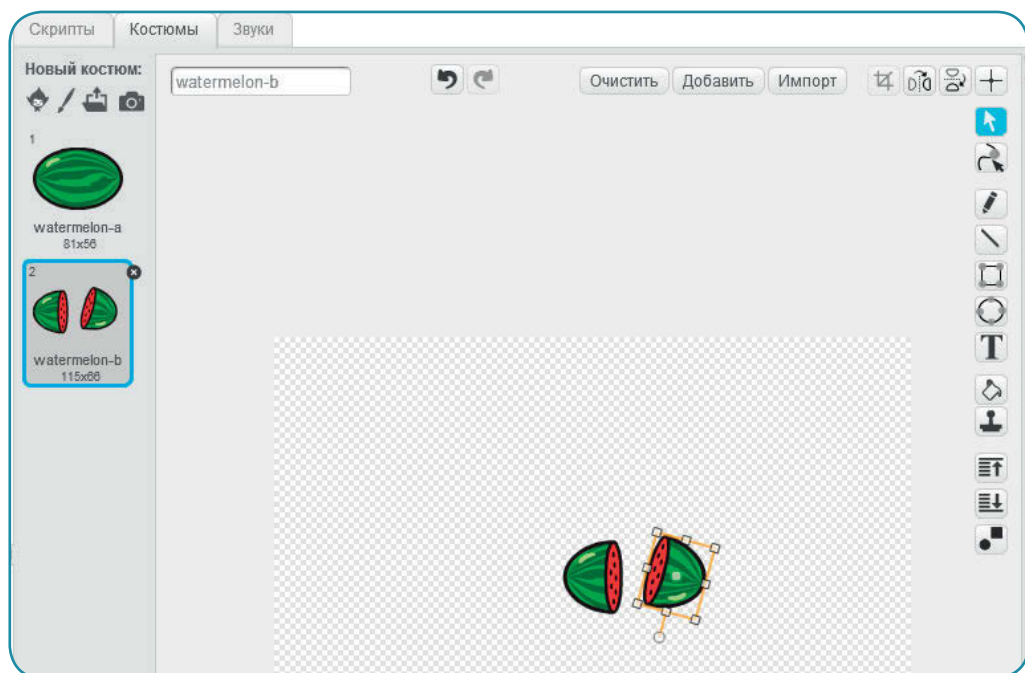 Скрипты Костюмы Звуки
Новый костюм:
watermelon-b
Очистить Добавить Импорт
1
watermelon-a
81x56
2
watermelon-b
115x66
T